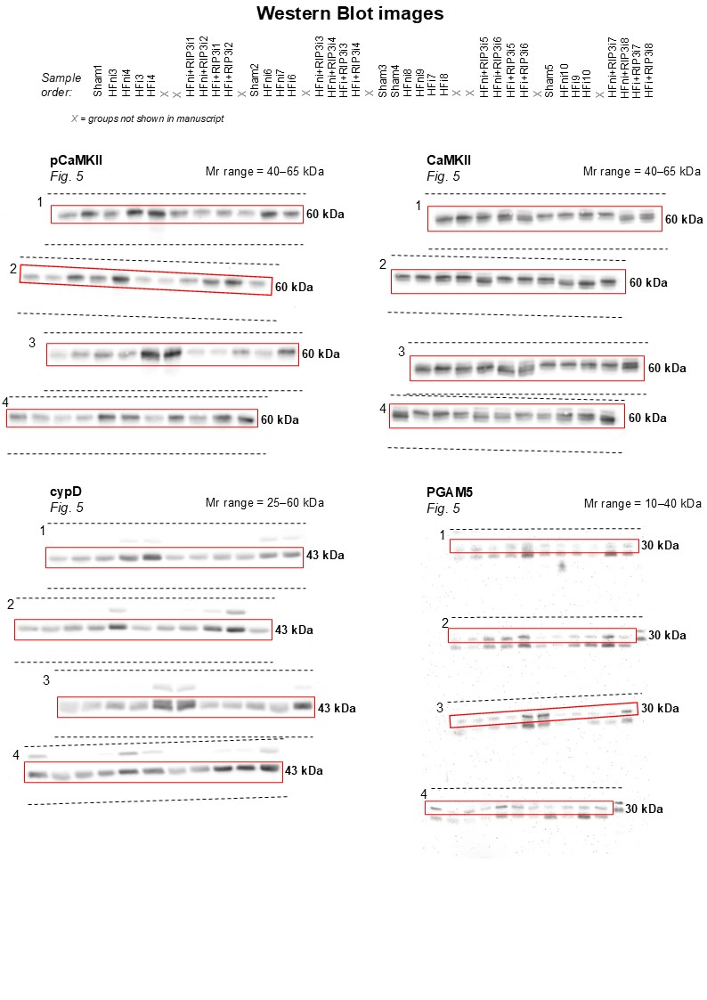 Western Blot images
Sample order:
Sham1 HFni3 HFni4 HFi3 HFi4 X X HFni+RIP3i1 HFni+RIP3i2 HFi+RIP3i1 HFi+RIP3i2 X Sham2 HFni6 HFni7 HFi6 X HFni+RIP3i3 HFni+RIP3i4 HFi+RIP3i3 HFi+RIP3i4 X Sham3 Sham4 HFni8 HFni9 HFi7 HFi8 X X HFni+RIP3i5 HFni+RIP3i6 HFi+RIP3i5 HFi+RIP3i6 X Sham5 HFni10 HFi9 HFi10 X HFni+RIP3i7 HFni+RIP3i8 HFi+RIP3i7 HFi+RIP3i8
X = groups not shown in manuscript
pCaMKII
Fig. 5
Mr range = 40–65 kDa
1
60 kDa
2
60 kDa
3
60 kDa
4
60 kDa
CaMKII
Fig. 5
Mr range = 40–65 kDa
1
60 kDa
2
60 kDa
3
60 kDa
4
60 kDa
cypD
Fig. 5
Mr range = 25–60 kDa
1
43 kDa
2
43 kDa
3
43 kDa
4
43 kDa
PGAM5
Fig. 5
Mr range = 10–40 kDa
1
30 kDa
2
30 kDa
3
30 kDa
4
30 kDa